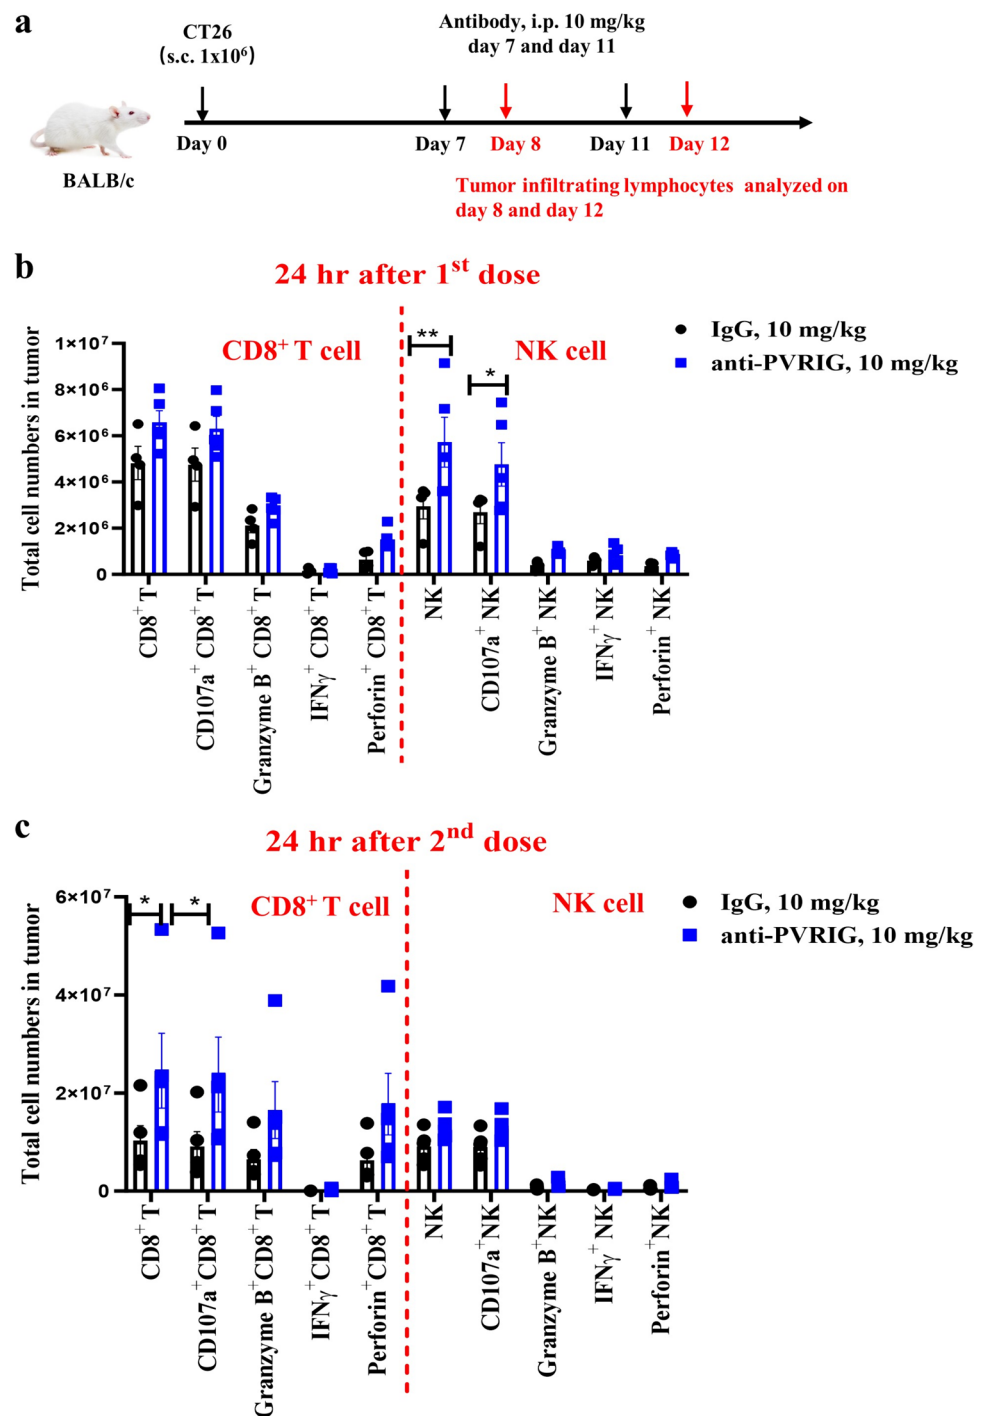 a
CT26
(s.c. 1x10⁶)
Antibody, i.p. 10 mg/kg
day 7 and day 11
BALB/c
Day 0
Day 7
Day 8
Day 11
Day 12
Tumor infiltrating lymphocytes analyzed on
day 8 and day 12
b
24 hr after 1ˢᵗ dose
CD8⁺ T cell
NK cell
IgG, 10 mg/kg
anti-PVRIG, 10 mg/kg
**
*
Total cell numbers in tumor
1×10⁷
8×10⁶
6×10⁶
4×10⁶
2×10⁶
0
CD8⁺ T
CD107a⁺ CD8⁺ T
Granzyme B⁺ CD8⁺ T
IFNγ⁺ CD8⁺ T
Perforin⁺ CD8⁺ T
NK
CD107a⁺ NK
Granzyme B⁺ NK
IFNγ⁺ NK
Perforin⁺ NK
c
24 hr after 2ⁿᵈ dose
CD8⁺ T cell
NK cell
IgG, 10 mg/kg
anti-PVRIG, 10 mg/kg
*
*
Total cell numbers in tumor
6×10⁷
4×10⁷
2×10⁷
0
CD8⁺ T
CD107a⁺CD8⁺ T
Granzyme B⁺CD8⁺ T
IFNγ⁺CD8⁺ T
Perforin⁺CD8⁺ T
NK
CD107a⁺NK
Granzyme B⁺NK
IFNγ⁺ NK
Perforin⁺NK